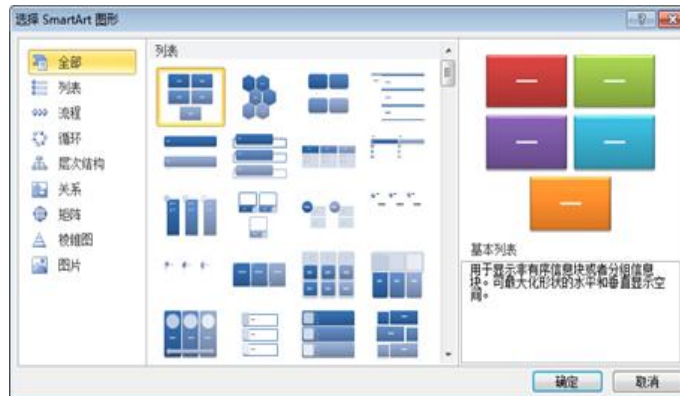 选择 SmartArt 图形
全部
列表
流程
循环
层次结构
关系
矩阵
棱锥图
图片
列表
基本列表
用于显示非有序信息块或者分组信息
块。可最大化形状的水平和垂直显示空
间。
确定
取消